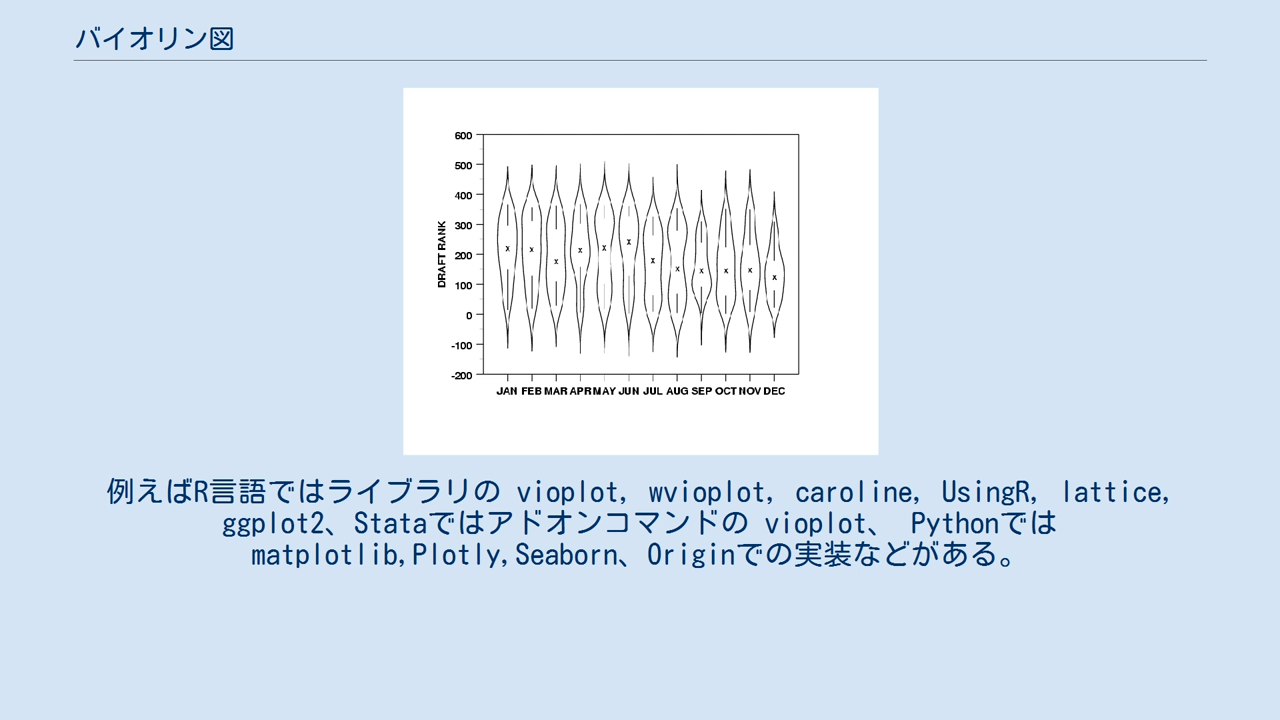 バイオリン図
600
500
400
300
200
100
0
-100
-200
DRAFT RANK
JAN FEB MAR APR MAY JUN JUL AUG SEP OCT NOV DEC
例えばR言語ではライブラリの vioplot, wvioplot, caroline, UsingR, lattice,
ggplot2、Stataではアドオンコマンドの vioplot、 Pythonでは
matplotlib,Plotly,Seaborn、Originでの実装などがある。